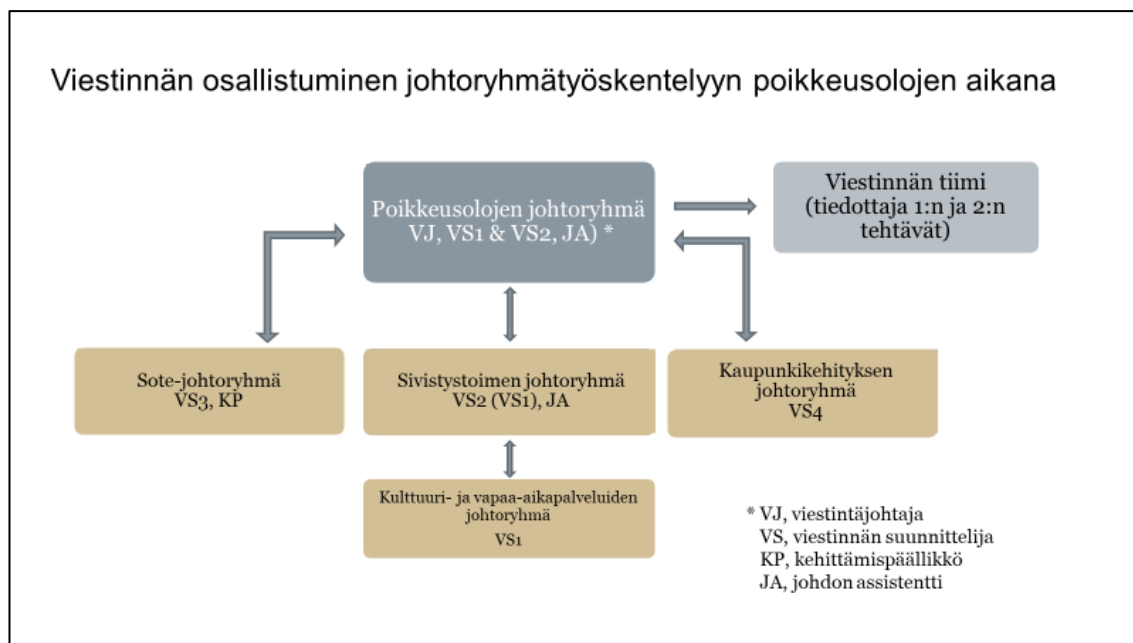 Viestinnän osallistuminen johtoryhmätyöskentelyyn poikkeusolojen aikana
Poikkeusolojen johtoryhmä
VJ, VS1 & VS2, JA) *
Viestinnän tiimi
(tiedottaja 1:n ja 2:n
tehtävät)
Sote-johtoryhmä
VS3, KP
Sivistystoimen johtoryhmä
VS2 (VS1), JA
Kaupunkikehityksen
johtoryhmä
VS4
Kulttuuri- ja vapaa-aikapalveluiden
johtoryhmä
VS1
* VJ, viestintäjohtaja
VS, viestinnän suunnittelija
KP, kehittämispäällikkö
JA, johdon assistentti